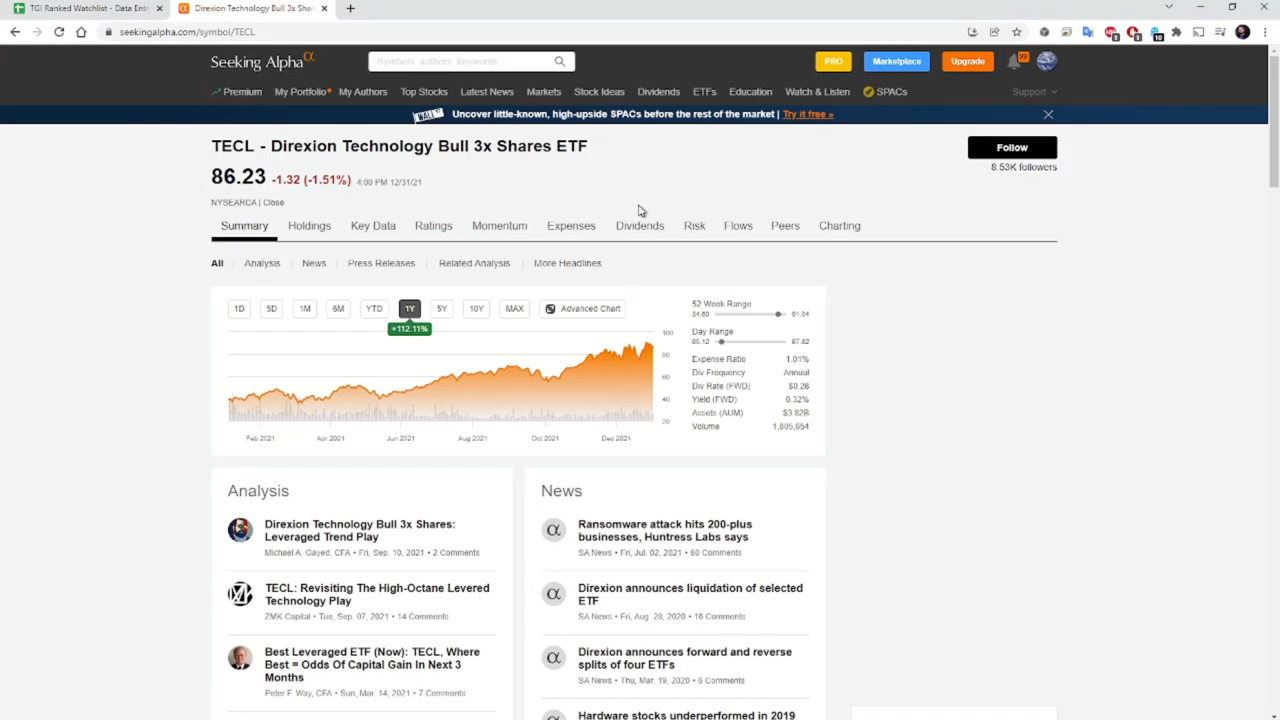 TGI Ranked Watchlist - Data Entr
Direxion Technology Bull 3x Shar
seekingalpha.com/symbol/TECL
Seeking Alpha α
Symbols, authors, keywords
PRO
Marketplace
Upgrade
Premium
My Portfolio
My Authors
Top Stocks
Latest News
Markets
Stock Ideas
Dividends
ETFs
Education
Watch & Listen
SPACs
Support
Uncover little-known, high-upside SPACs before the rest of the market | Try it free »
TECL - Direxion Technology Bull 3x Shares ETF
Follow
8.53K followers
86.23 -1.32 (-1.51%) 4:00 PM 12/31/21
NYSEARCA | Close
Summary
Holdings
Key Data
Ratings
Momentum
Expenses
Dividends
Risk
Flows
Peers
Charting
All
Analysis
News
Press Releases
Related Analysis
More Headlines
1D
5D
1M
6M
YTD
1Y
5Y
10Y
MAX
Advanced Chart
+112.11%
100
80
60
40
20
Feb 2021
Apr 2021
Jun 2021
Aug 2021
Oct 2021
Dec 2021
52 Week Range
Day Range
Expense Ratio 1.01%
Div Frequency Annual
Div Rate (FWD) $0.28
Yield (FWD) 0.32%
Assets (AUM) $3.82B
Volume 1,805,654
Analysis
Direxion Technology Bull 3x Shares:
Leveraged Trend Play
Michael A. Gayed, CFA • Fri, Sep. 10, 2021 • 2 Comments
TECL: Revisiting The High-Octane Levered
Technology Play
ZMK Capital • Tue, Sep. 07, 2021 • 14 Comments
Best Leveraged ETF (Now): TECL, Where
Best = Odds Of Capital Gain In Next 3
Months
Peter F. Way, CFA • Sun, Mar. 14, 2021 • 7 Comments
News
Ransomware attack hits 200-plus
businesses, Huntress Labs says
SA News • Fri, Jul. 02, 2021 • 60 Comments
Direxion announces liquidation of selected
ETF
SA News • Fri, Aug. 28, 2020 • 16 Comments
Direxion announces forward and reverse
splits of four ETFs
SA News • Thu, Mar. 19, 2020 • 6 Comments
Hardware stocks underperformed in 2019